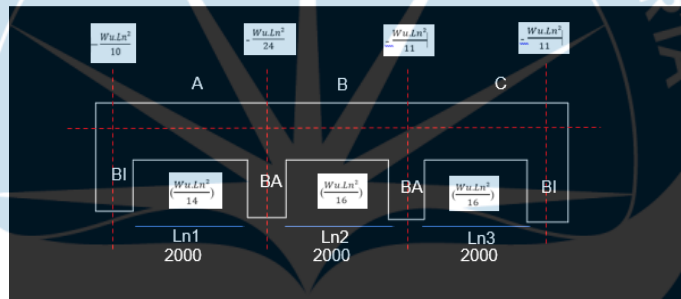 - Wu.Ln²/10
- Wu.Ln²/24
- Wu.Ln²/11
- Wu.Ln²/11
A B C
BI (Wu.Ln²/14) BA (Wu.Ln²/16) BA (Wu.Ln²/16) BI
Ln1 Ln2 Ln3
2000 2000 2000
RIA